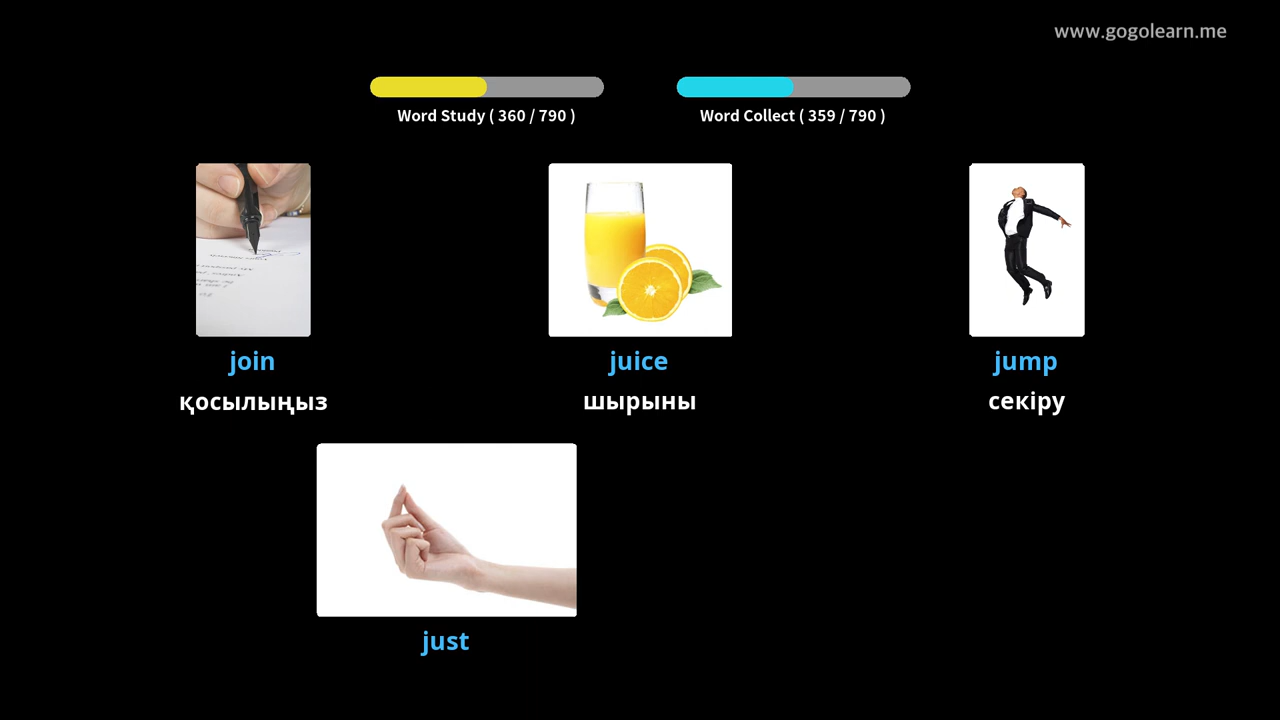 www.gogolearn.me
Word Study ( 360 / 790 )
Word Collect ( 359 / 790 )
join
juice
jump
қосылыңыз
шырыны
секіру
just